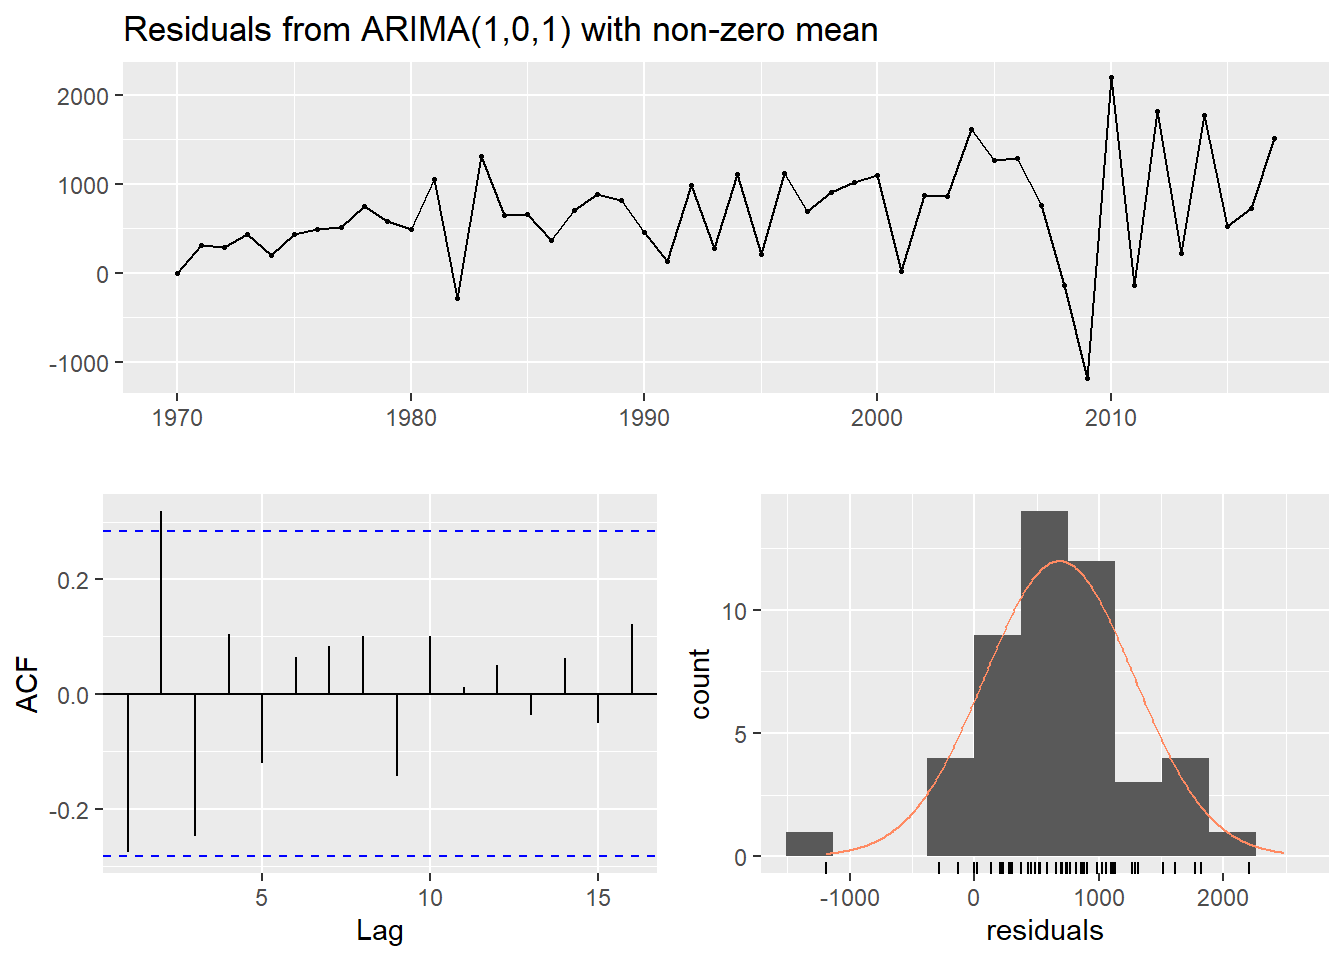 Residuals from ARIMA(1,0,1) with non-zero mean
2000
1000
0
-1000
1970 1980 1990 2000 2010
ACF
0.2
0.0
-0.2
5 10 15
Lag
count
10
5
0
-1000 0 1000 2000
residuals